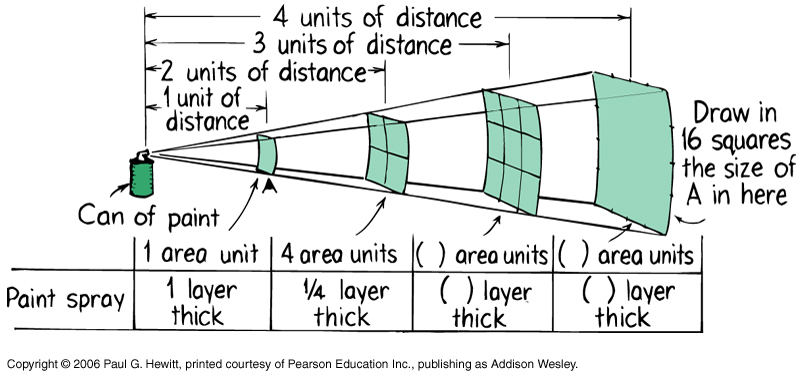 4 units of distance
3 units of distance
2 units of distance
1 unit of
distance
Draw in
16 squares
the size of
A in here
A
Can of paint
1 area unit
4 area units
( ) area units
( ) area units
Paint spray
1 layer
thick
1/4 layer
thick
( ) layer
thick
( ) layer
thick
Copyright © 2006 Paul G. Hewitt, printed courtesy of Pearson Education Inc., publishing as Addison Wesley.